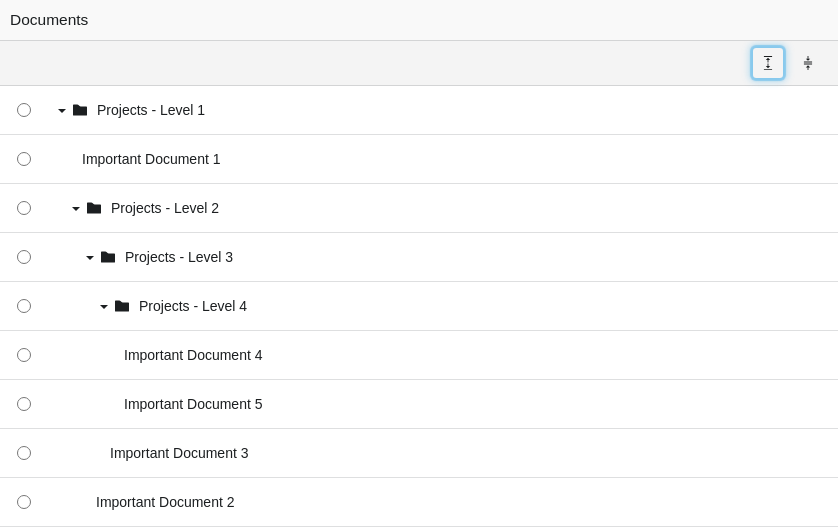 Documents
Projects - Level 1
Important Document 1
Projects - Level 2
Projects - Level 3
Projects - Level 4
Important Document 4
Important Document 5
Important Document 3
Important Document 2